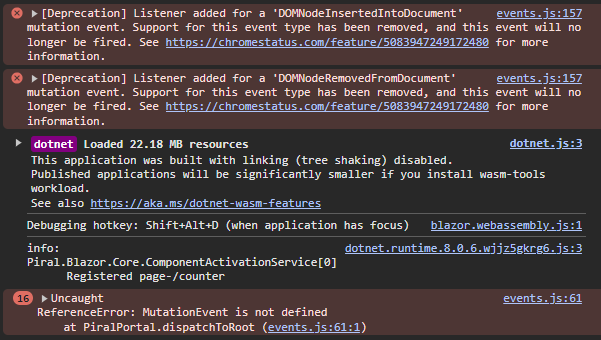 [Deprecation] Listener added for a 'DOMNodeInsertedIntoDocument' events.js:157
mutation event. Support for this event type has been removed, and this event will no
longer be fired. See https://chromestatus.com/feature/5083947249172480 for more
information.
[Deprecation] Listener added for a 'DOMNodeRemovedFromDocument' events.js:157
mutation event. Support for this event type has been removed, and this event will no
longer be fired. See https://chromestatus.com/feature/5083947249172480 for more
information.
dotnet Loaded 22.18 MB resources dotnet.js:3
This application was built with linking (tree shaking) disabled.
Published applications will be significantly smaller if you install wasm-tools
workload.
See also https://aka.ms/dotnet-wasm-features
Debugging hotkey: Shift+Alt+D (when application has focus) blazor.webassembly.js:1
info: dotnet.runtime.8.0.6.wjjz5gkrg6.js:3
Piral.Blazor.Core.ComponentActivationService[0]
Registered page-/counter
16 Uncaught events.js:61
ReferenceError: MutationEvent is not defined
at PiralPortal.dispatchToRoot (events.js:61:1)